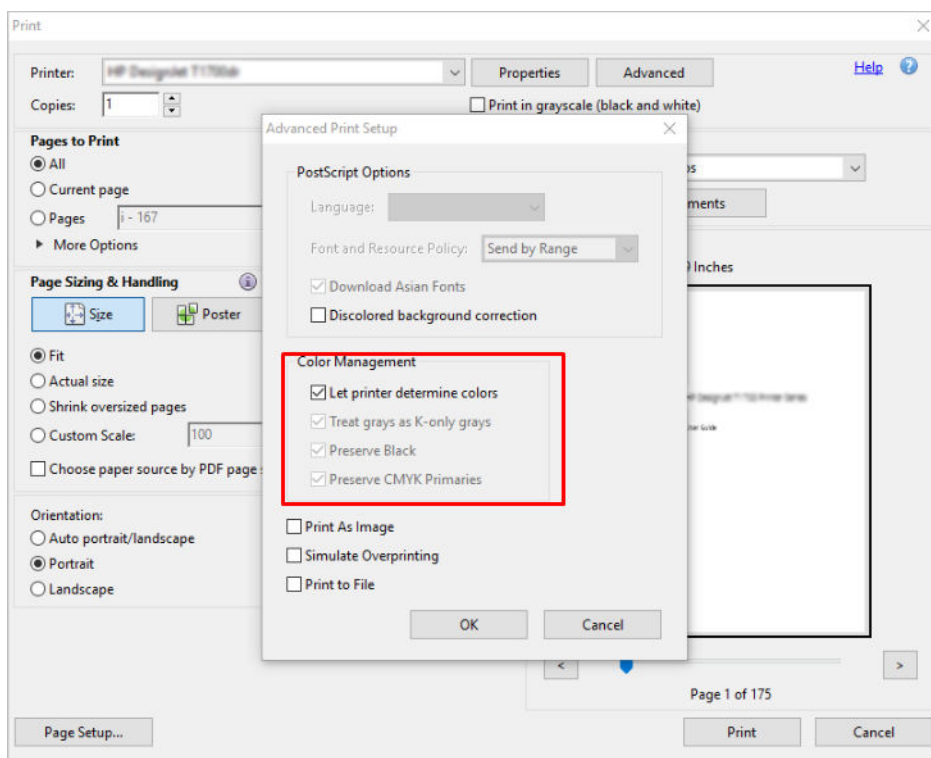 Print
Printer:
Properties
Advanced
Help
Copies:
1
Print in grayscale (black and white)
Pages to Print
All
Current page
Pages
i - 167
More Options
Page Sizing & Handling
Size
Poster
Fit
Actual size
Shrink oversized pages
Custom Scale:
100
Choose paper source by PDF page
Orientation:
Auto portrait/landscape
Portrait
Landscape
Advanced Print Setup
PostScript Options
Language:
Font and Resource Policy:
Send by Range
Download Asian Fonts
Discolored background correction
Color Management
Let printer determine colors
Treat grays as K-only grays
Preserve Black
Preserve CMYK Primaries
Print As Image
Simulate Overprinting
Print to File
OK
Cancel
Inches
Guide
<
>
Page 1 of 175
Page Setup...
Print
Cancel